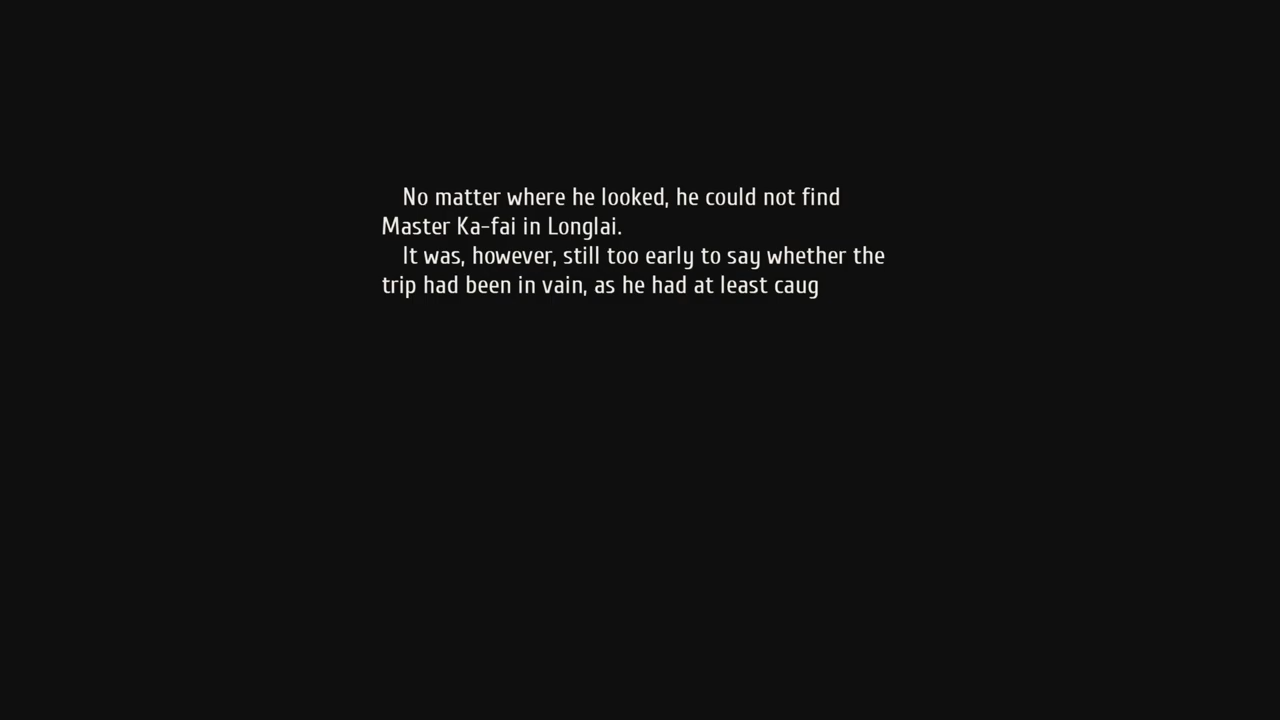 No matter where he looked, he could not find
Master Ka-fai in Longlai.
It was, however, still too early to say whether the
trip had been in vain, as he had at least caug